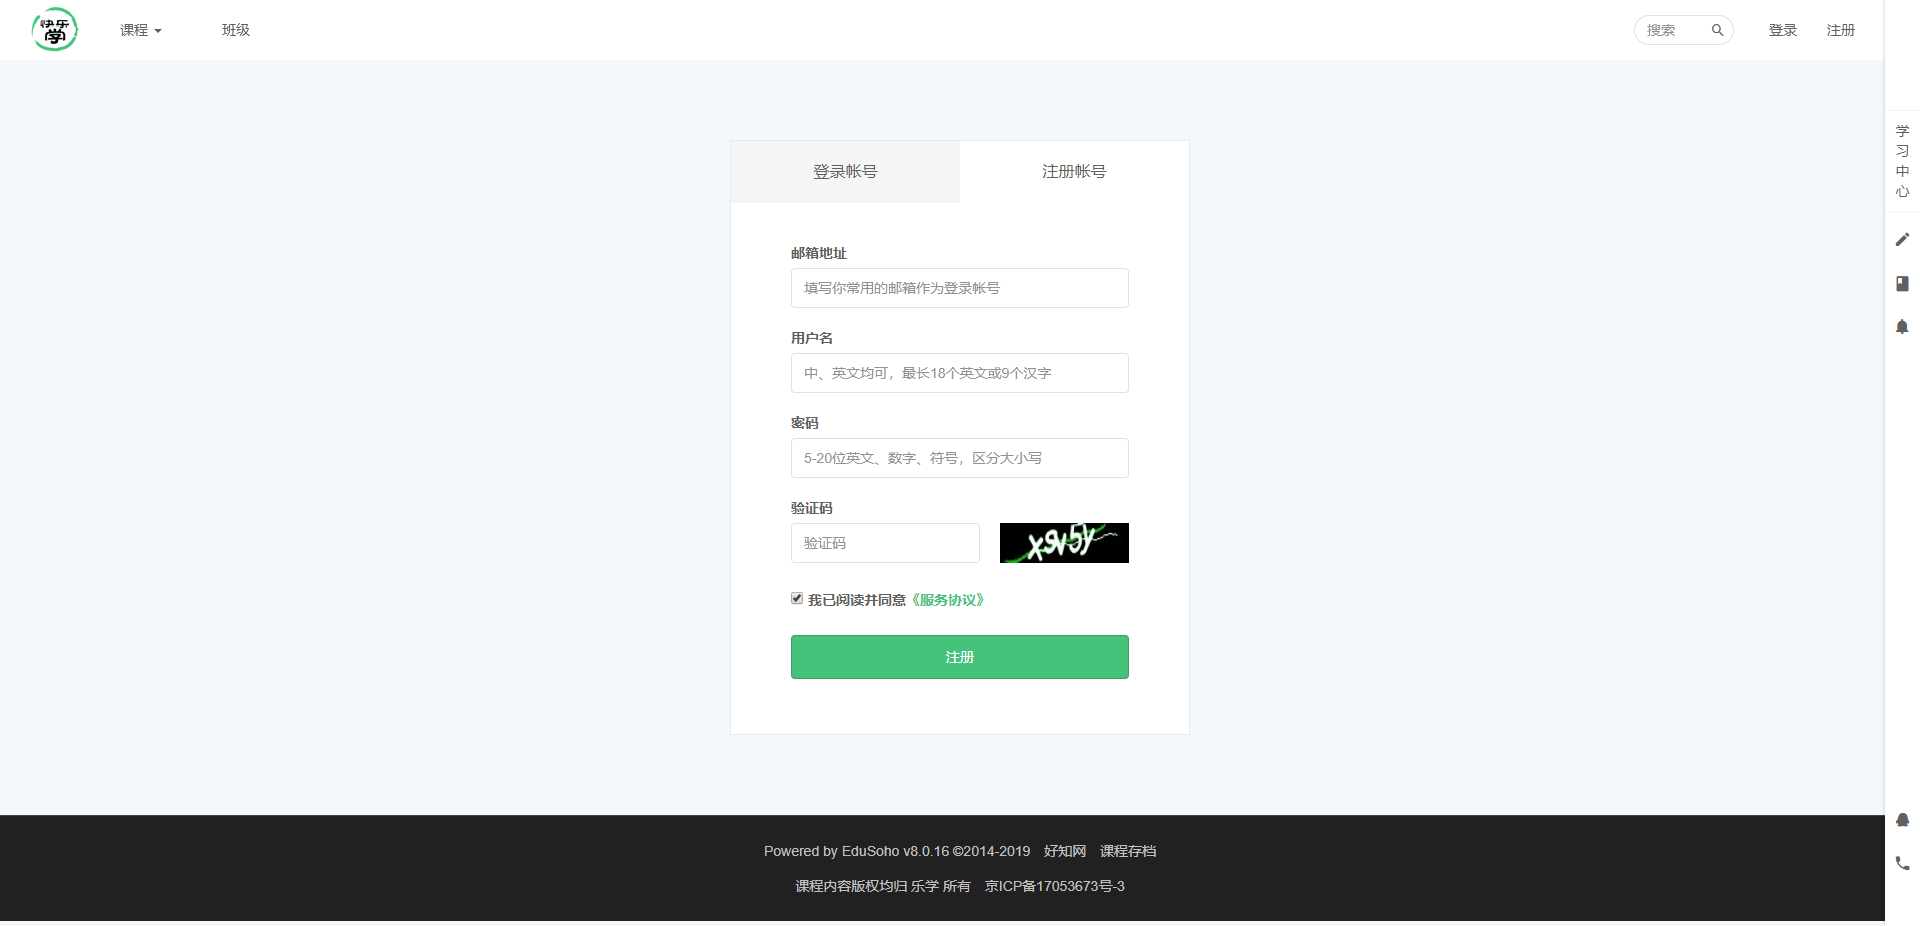 快乐
学
课程
班级
搜索
登录
注册
登录帐号
注册帐号
邮箱地址
填写你常用的邮箱作为登录帐号
用户名
中、英文均可，最长18个英文或9个汉字
密码
5-20位英文、数字、符号，区分大小写
验证码
验证码
x9v5y
我已阅读并同意《服务协议》
注册
学
习
中
心
Powered by EduSoho v8.0.16 ©2014-2019 好知网 课程存档
课程内容版权均归 乐学 所有 京ICP备17053673号-3